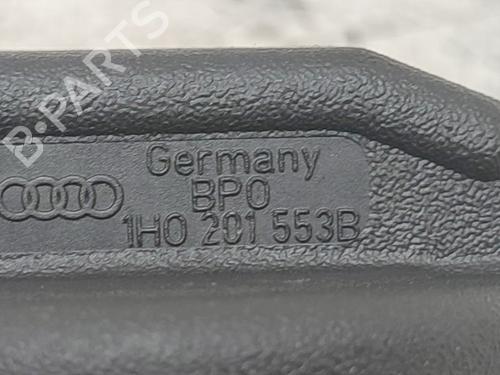 B-PARTS
Germany
BPO
1H0 201 553B